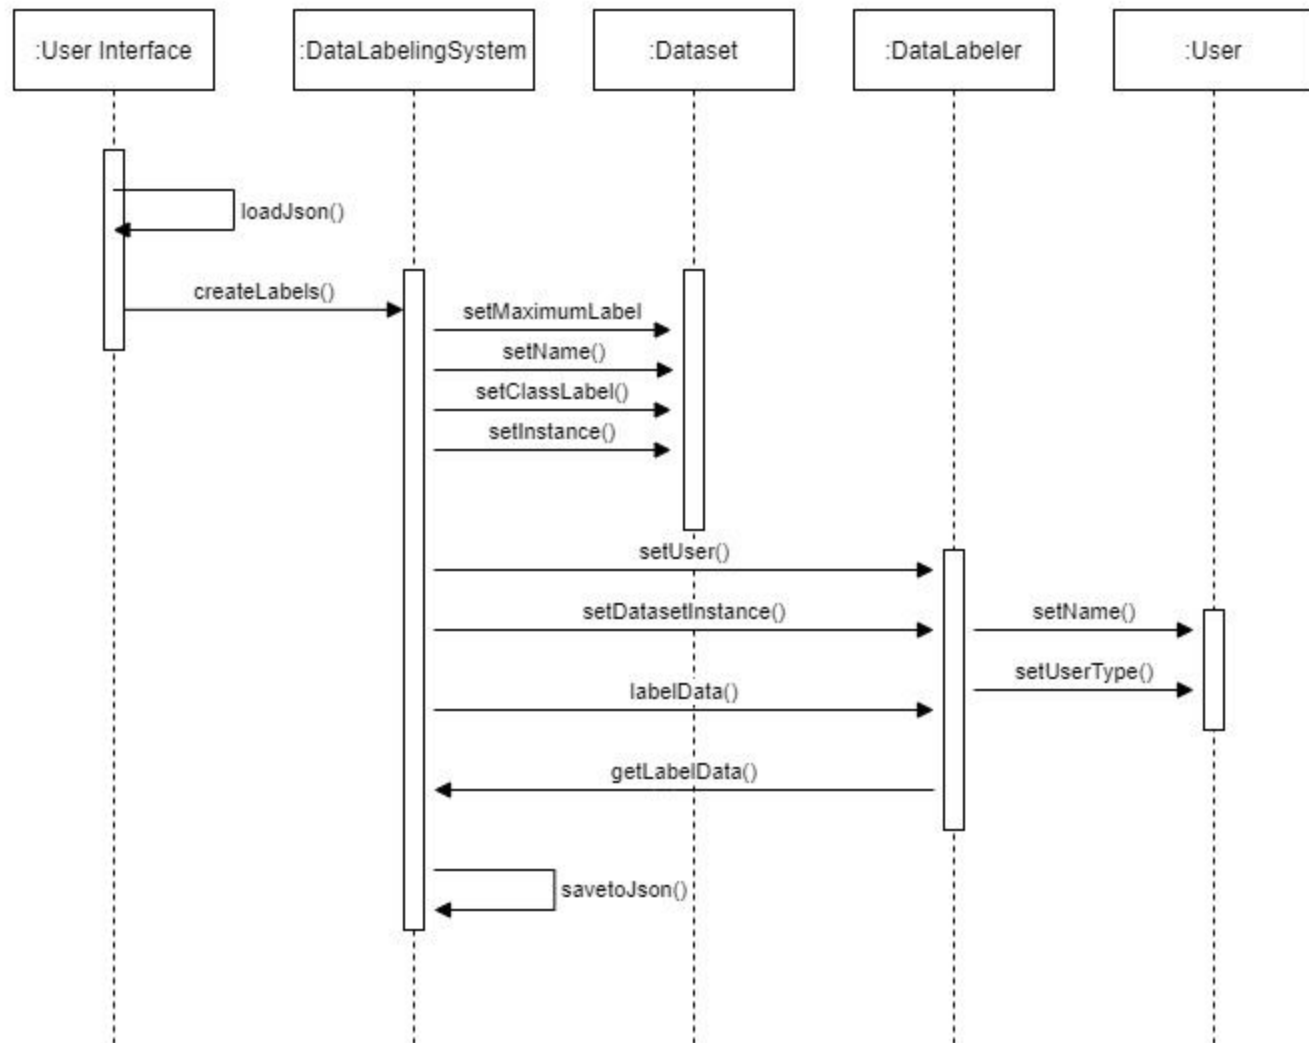 :User Interface
:DataLabelingSystem
:Dataset
:DataLabeler
:User
loadJson()
createLabels()
setMaximumLabel
setName()
setClassLabel()
setInstance()
setUser()
setDatasetInstance()
setName()
setUserType()
labelData()
getLabelData()
savetoJson()